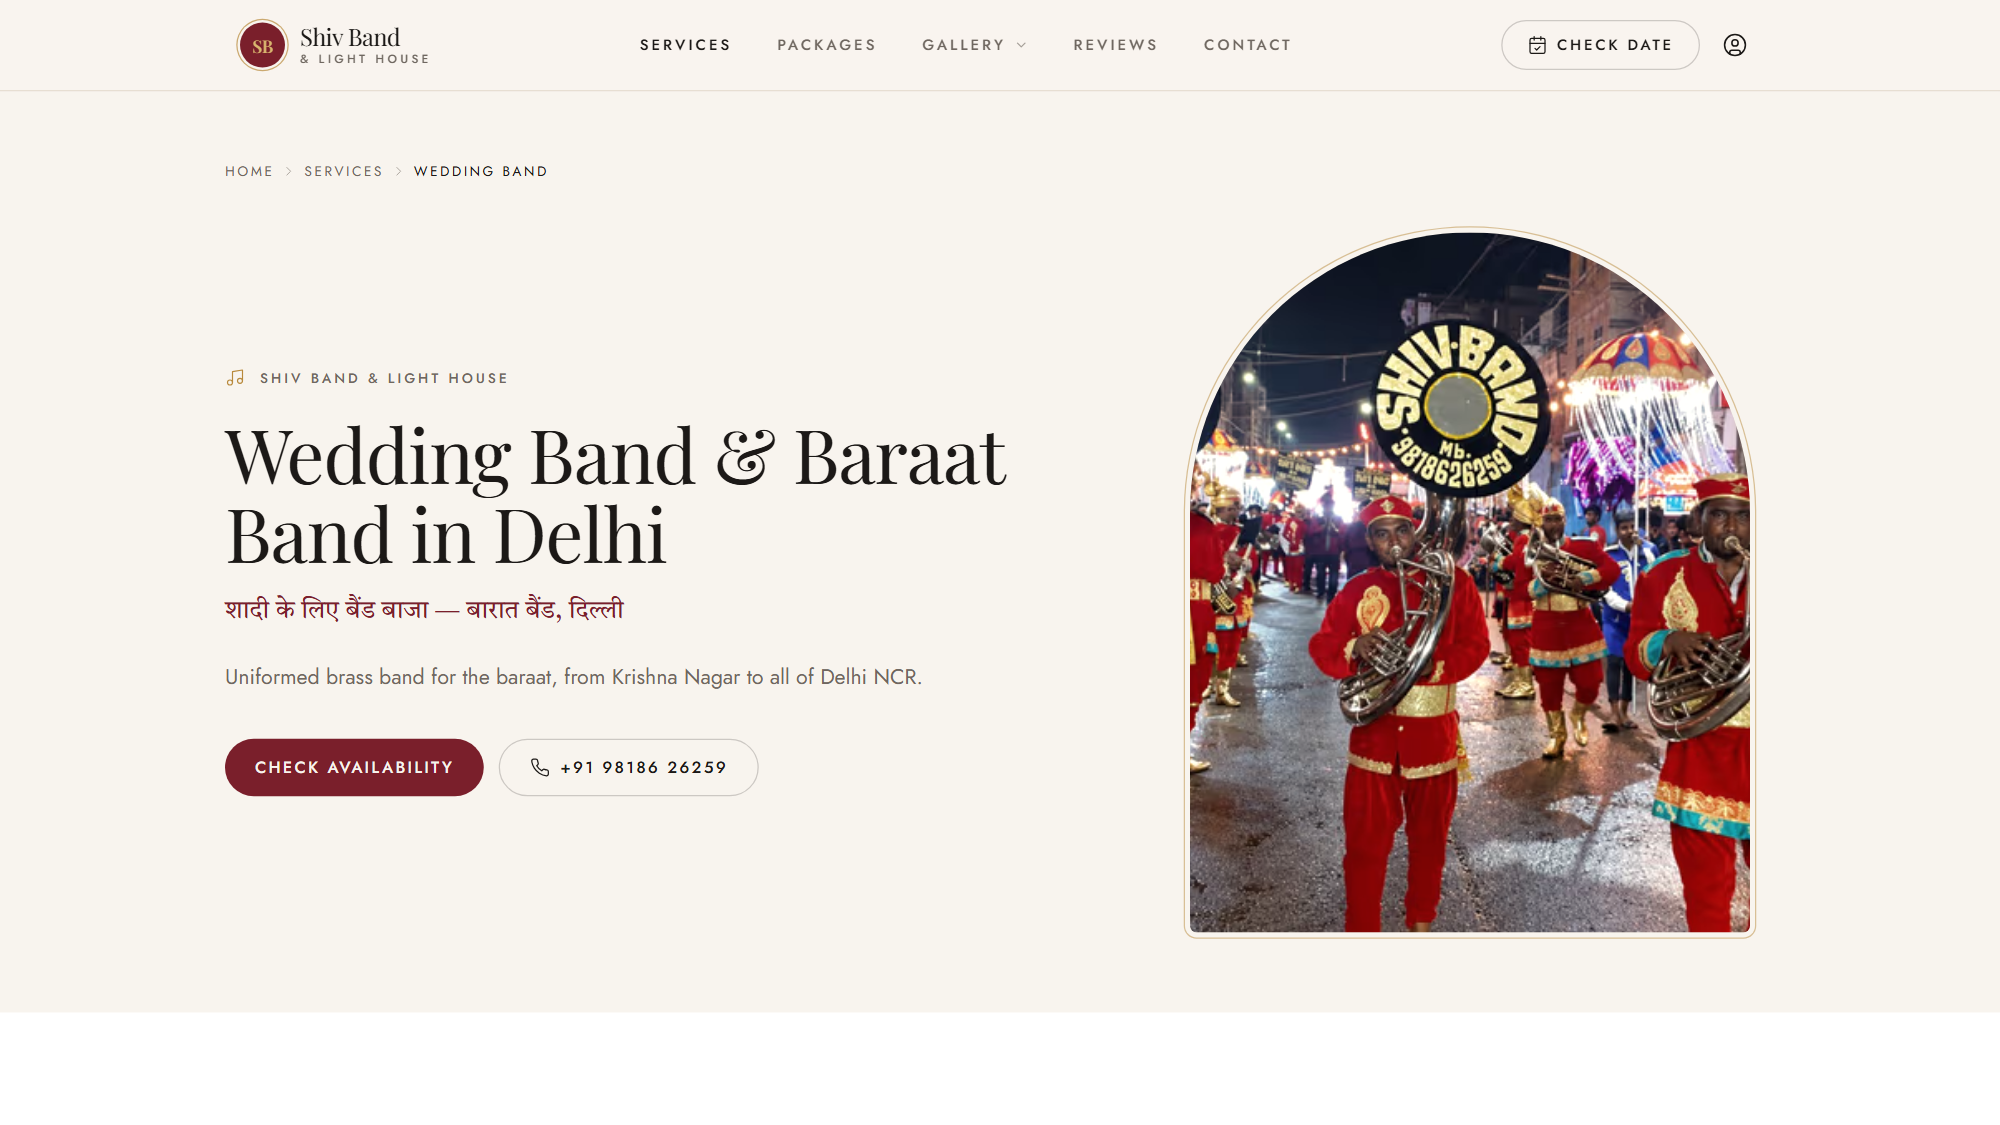 SB
Shiv Band
& LIGHT HOUSE
SERVICES
PACKAGES
GALLERY
REVIEWS
CONTACT
CHECK DATE
HOME
SERVICES
WEDDING BAND
SHIV BAND & LIGHT HOUSE
Wedding Band & Baraat
Band in Delhi
शादी के लिए बैंड बाजा — बारात बैंड, दिल्ली
Uniformed brass band for the baraat, from Krishna Nagar to all of Delhi NCR.
CHECK AVAILABILITY
+91 98186 26259
SHIV·BAND
Mb.
9818626259